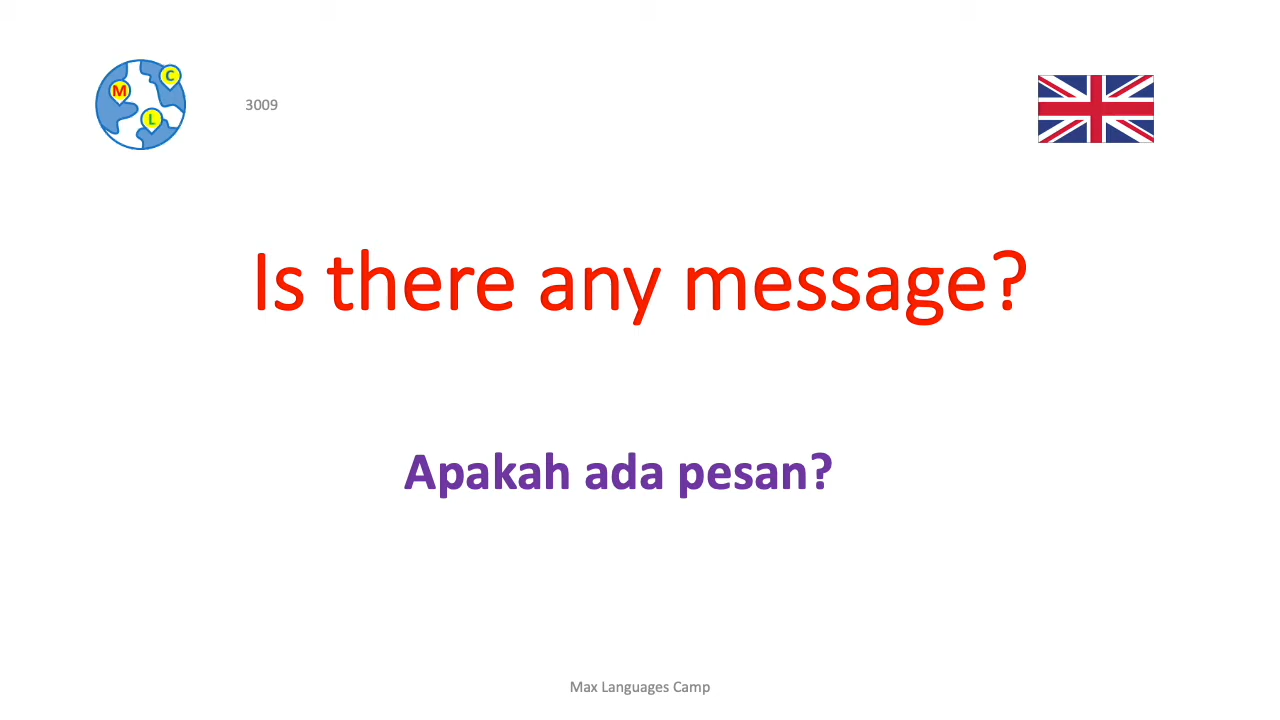 C
M
L
3009
Is there any message?
Apakah ada pesan?
Max Languages Camp